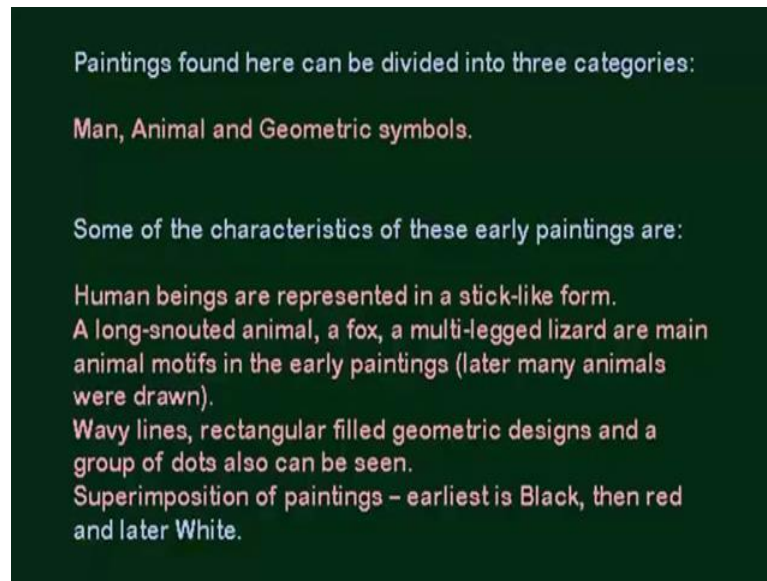 Paintings found here can be divided into three categories:
Man, Animal and Geometric symbols.
Some of the characteristics of these early paintings are:
Human beings are represented in a stick-like form.
A long-snouted animal, a fox, a multi-legged lizard are main
animal motifs in the early paintings (later many animals
were drawn).
Wavy lines, rectangular filled geometric designs and a
group of dots also can be seen.
Superimposition of paintings – earliest is Black, then red
and later White.